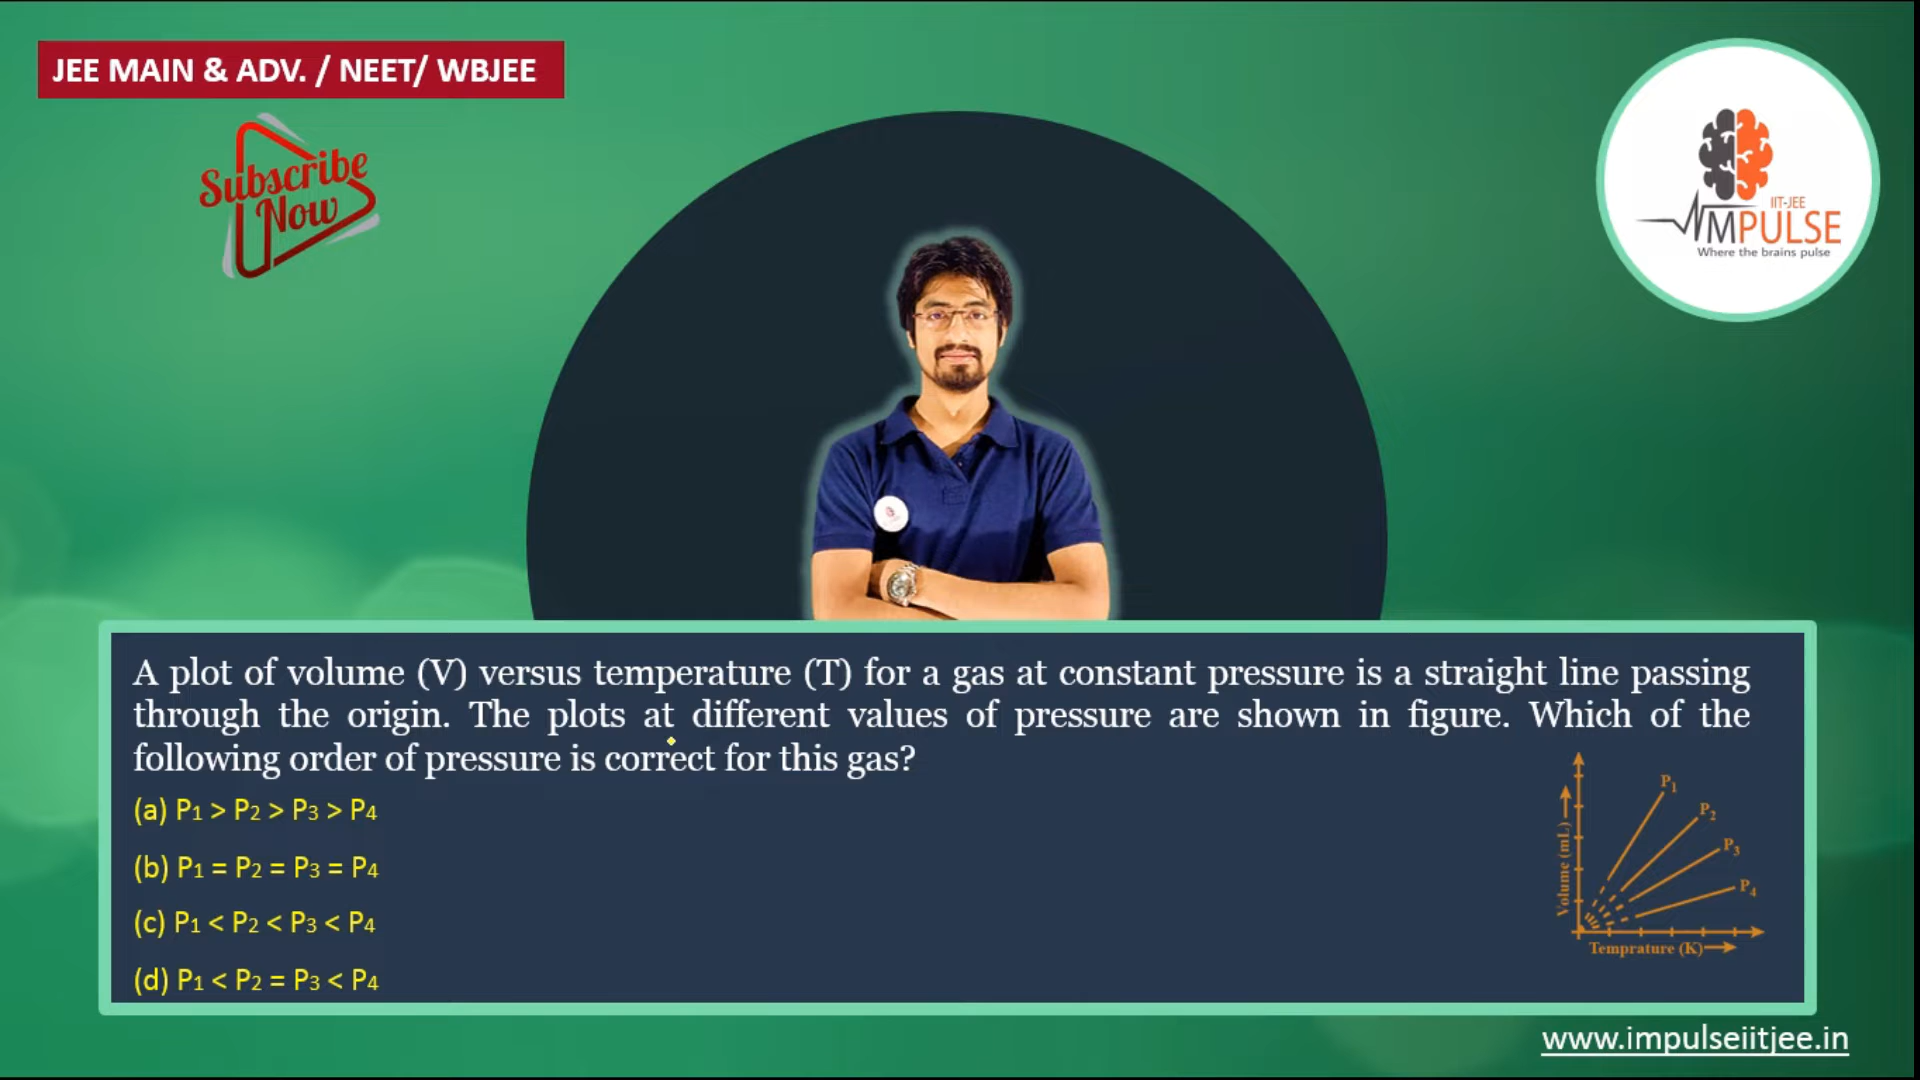 JEE MAIN & ADV. / NEET/ WBJEE
Subscribe
Now
IIT-JEE
IMPULSE
Where the brains pulse
A plot of volume (V) versus temperature (T) for a gas at constant pressure is a straight line passing
through the origin. The plots at different values of pressure are shown in figure. Which of the
following order of pressure is correct for this gas?
(a) P1 > P2 > P3 > P4
(b) P1 = P2 = P3 = P4
(c) P1 < P2 < P3 < P4
(d) P1 < P2 = P3 < P4
P1
P2
P3
P4
Volume (mL)
Temprature (K)
www.impulseiitjee.in